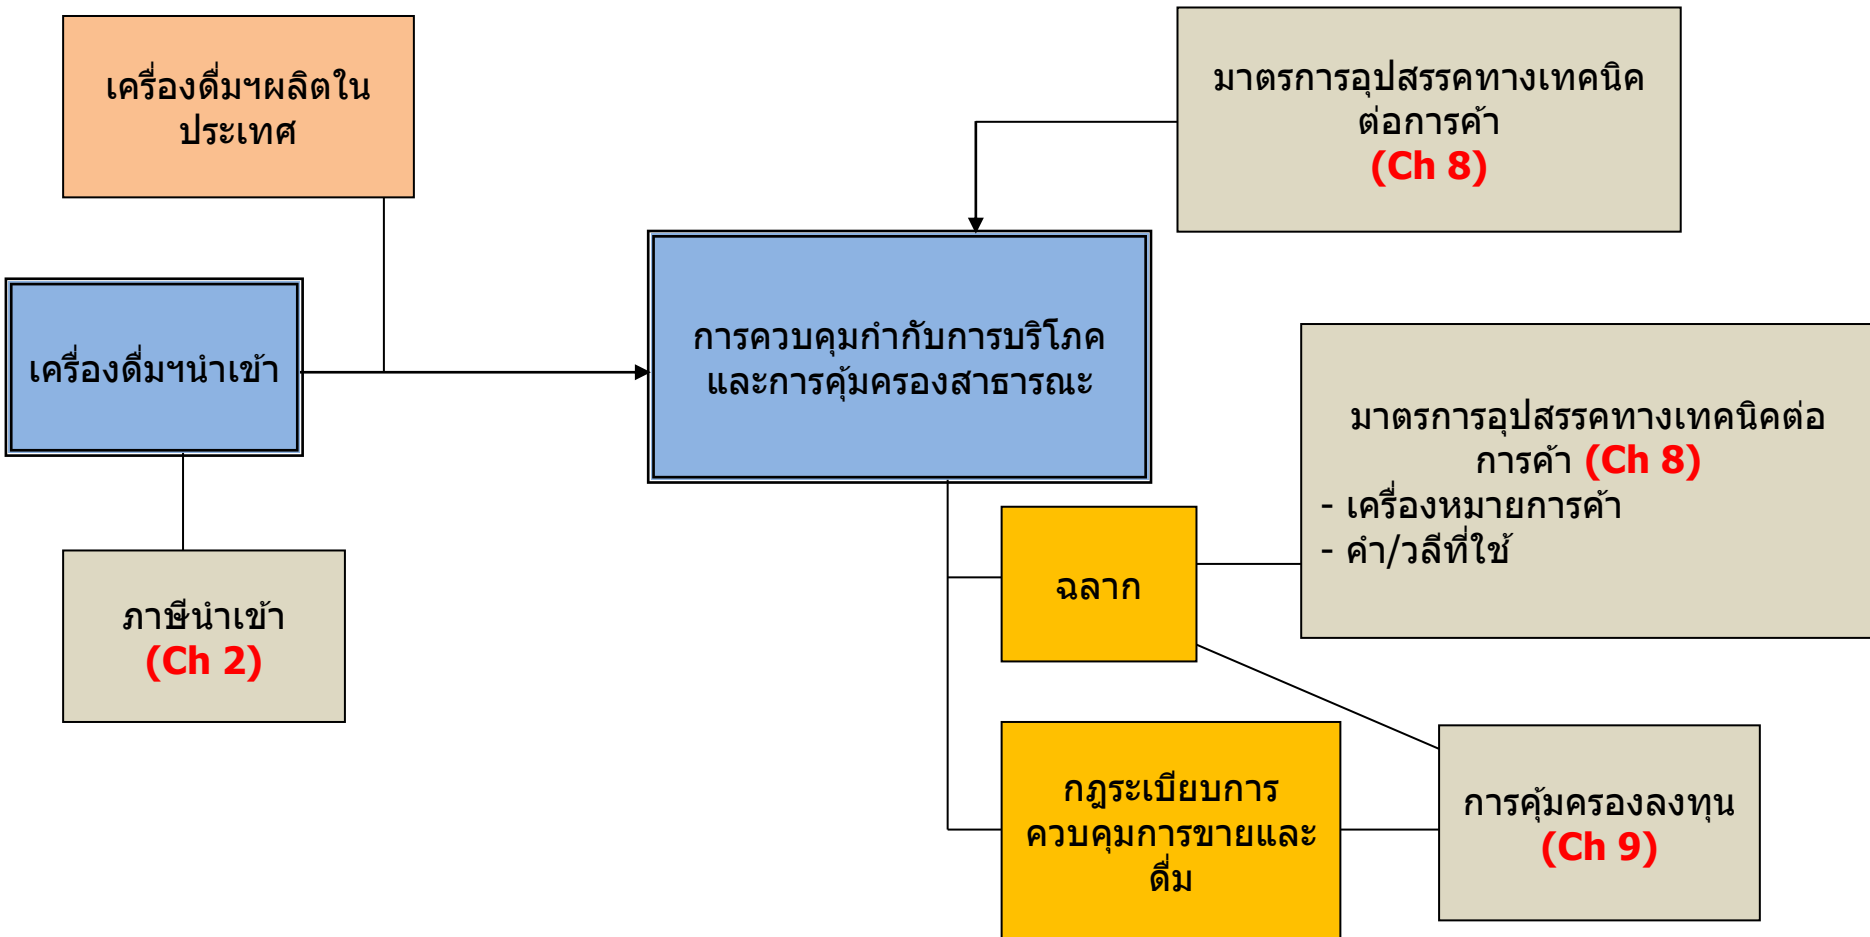 เครื่องดื่มฯผลิตใน
ประเทศ
มาตรการอุปสรรคทางเทคนิค
ต่อการค้า
(Ch 8)
เครื่องดื่มฯนำเข้า
การควบคุมกำกับการบริโภค
และการคุ้มครองสาธารณะ
มาตรการอุปสรรคทางเทคนิคต่อ
การค้า (Ch 8)
- เครื่องหมายการค้า
- คำ/วลีที่ใช้
ฉลาก
ภาษีนำเข้า
(Ch 2)
กฎระเบียบการ
ควบคุมการขายและ
ดื่ม
การคุ้มครองลงทุน
(Ch 9)